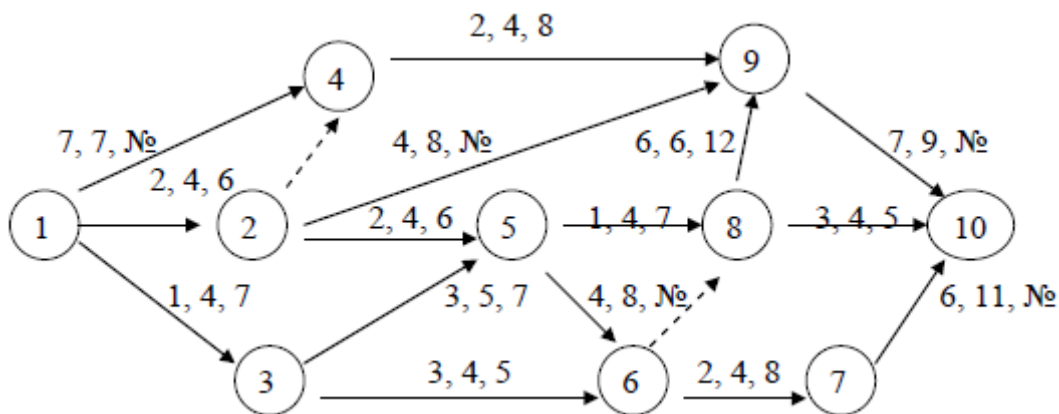 2, 4, 8
4
9
7, 7, №
4, 8, №
6, 6, 12
7, 9, №
2, 4, 6
1
2
2, 4, 6
5
1, 4, 7
8
3, 4, 5
10
1, 4, 7
3, 5, 7
4, 8, №
6, 11, №
3
3, 4, 5
6
2, 4, 8
7